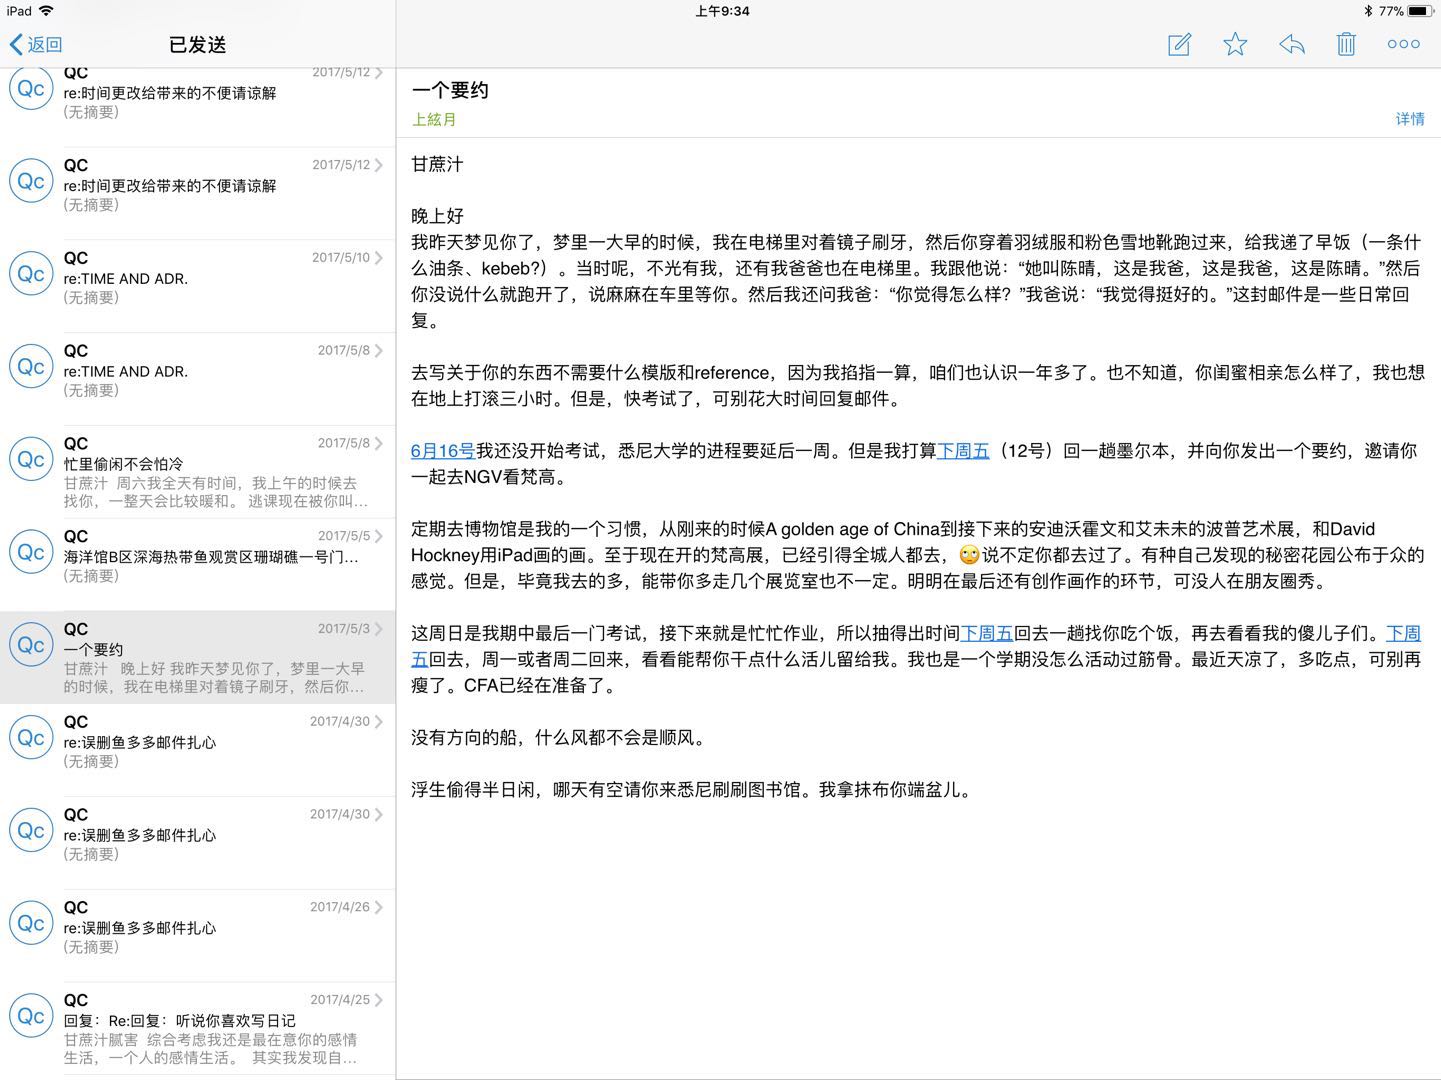 iPad
上午9:34
77%
返回
已发送
Qc
QC
2017/5/12
re:时间更改给带来的不便请谅解
(无摘要)
Qc
QC
2017/5/12
re:时间更改给带来的不便请谅解
(无摘要)
Qc
QC
2017/5/10
re:TIME AND ADR.
(无摘要)
Qc
QC
2017/5/8
re:TIME AND ADR.
(无摘要)
Qc
QC
2017/5/8
忙里偷闲不会怕冷
甘蔗汁 周六我全天有时间，我上午的时候去
找你，一整天会比较暖和。 逃课现在被你叫...
Qc
QC
2017/5/5
海洋馆B区深海热带鱼观赏区珊瑚礁一号门...
(无摘要)
Qc
QC
2017/5/3
一个要约
甘蔗汁 晚上好 我昨天梦见你了，梦里一大早
的时候，我在电梯里对着镜子刷牙，然后你...
Qc
QC
2017/4/30
re:误删鱼多多邮件扎心
(无摘要)
Qc
QC
2017/4/30
re:误删鱼多多邮件扎心
(无摘要)
Qc
QC
2017/4/26
re:误删鱼多多邮件扎心
(无摘要)
Qc
QC
2017/4/25
回复：Re:回复：听说你喜欢写日记
甘蔗汁腻害 综合考虑我还是最在意你的感情
生活，一个人的感情生活。 其实我发现自...
一个要约
上絃月
详情
甘蔗汁
晚上好
我昨天梦见你了，梦里一大早的时候，我在电梯里对着镜子刷牙，然后你穿着羽绒服和粉色雪地靴跑过来，给我递了早饭（一条什
么油条、kebeb?）。当时呢，不光有我，还有我爸爸也在电梯里。我跟他说：“她叫陈晴，这是我爸，这是我爸，这是陈晴。”然后
你没说什么就跑开了，说麻麻在车里等你。然后我还问我爸：“你觉得怎么样？”我爸说：“我觉得挺好的。”这封邮件是一些日常回
复。
去写关于你的东西不需要什么模版和reference，因为我掐指一算，咱们也认识一年多了。也不知道，你闺蜜相亲怎么样了，我也想
在地上打滚三小时。但是，快考试了，可别花大时间回复邮件。
6月16号我还没开始考试，悉尼大学的进程要延后一周。但是我打算下周五（12号）回一趟墨尔本，并向你发出一个要约，邀请你
一起去NGV看梵高。
定期去博物馆是我的一个习惯，从刚来的时候A golden age of China到接下来的安迪沃霍文和艾未未的波普艺术展，和David
Hockney用iPad画的画。至于现在开的梵高展，已经引得全城人都去，🙄说不定你都去过了。有种自己发现的秘密花园公布于众的
感觉。但是，毕竟我去的多，能带你多走几个展览室也不一定。明明在最后还有创作画作的环节，可没人在朋友圈秀。
这周日是我期中最后一门考试，接下来就是忙忙作业，所以抽得出时间下周五回去一趟找你吃个饭，再去看看我的傻儿子们。下周
五回去，周一或者周二回来，看看能帮你干点什么活儿留给我。我也是一个学期没怎么活动过筋骨。最近天凉了，多吃点，可别再
瘦了。CFA已经在准备了。
没有方向的船，什么风都不会是顺风。
浮生偷得半日闲，哪天有空请你来悉尼刷刷图书馆。我拿抹布你端盆儿。